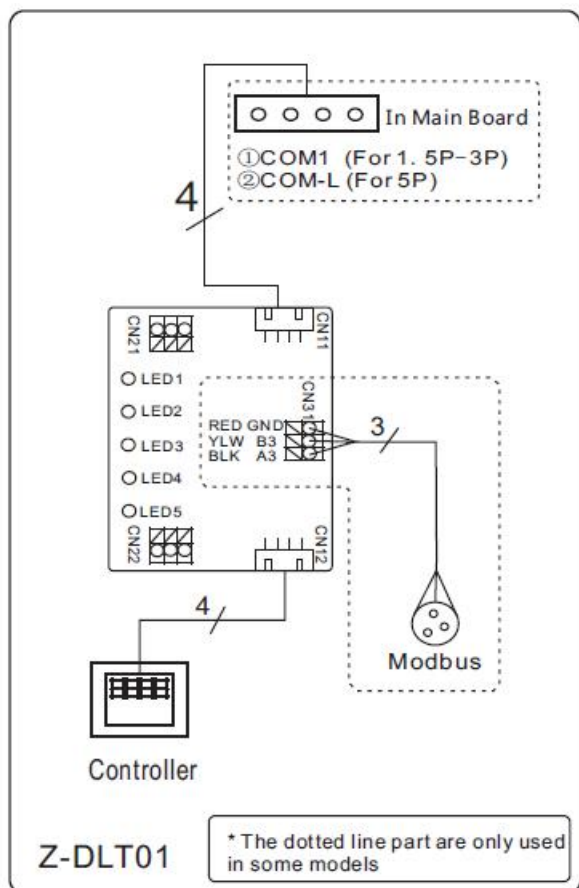 In Main Board
①COM1 (For 1. 5P-3P)
②COM-L (For 5P)
4
CN21
CN11
LED1
LED2
LED3
LED4
LED5
CN31
RED GND
YLW B3
BLK A3
3
CN22
CN12
4
Modbus
Controller
Z-DLT01
* The dotted line part are only used
in some models